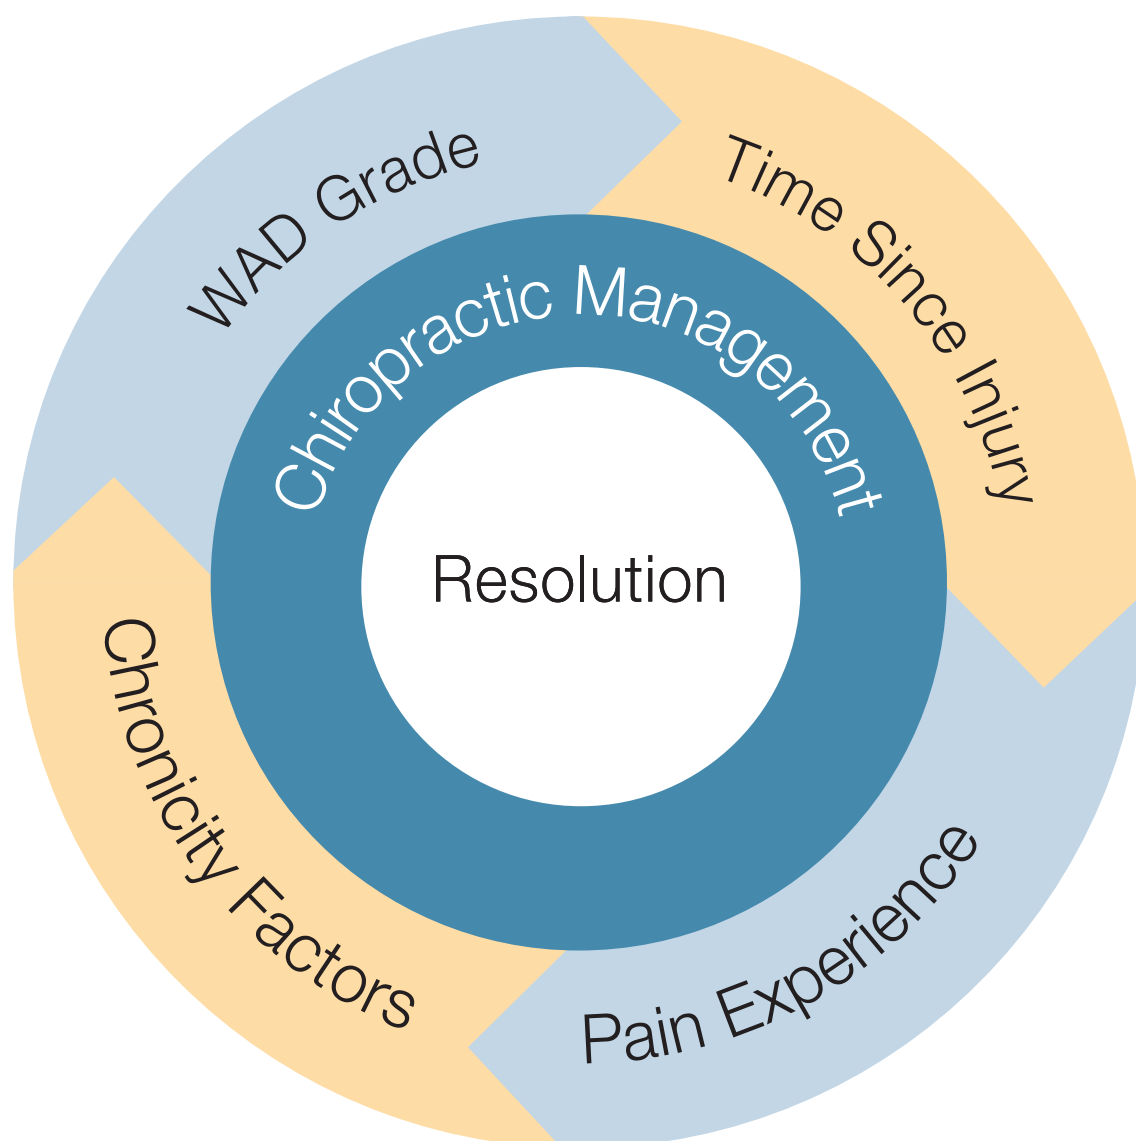 WAD Grade
Time Since Injury
Pain Experience
Chronicity Factors
Chiropractic Management
Resolution